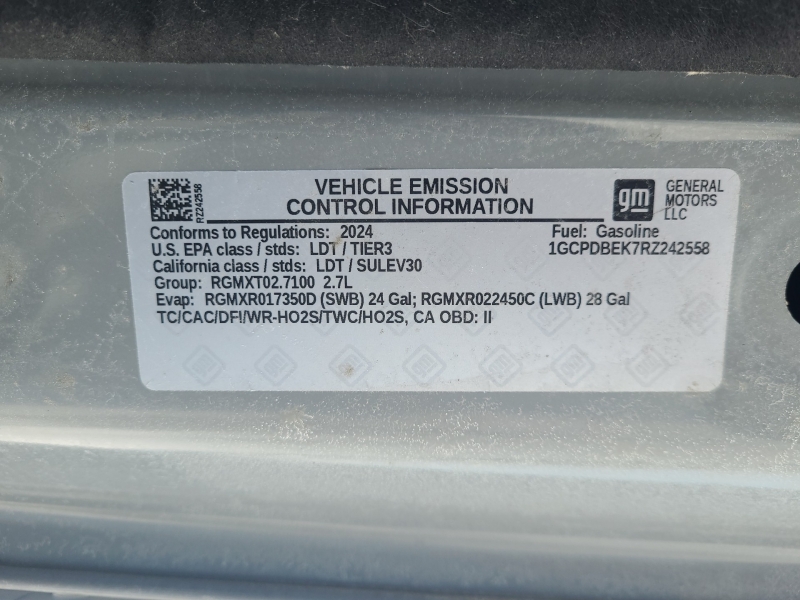 VEHICLE EMISSION
CONTROL INFORMATION
RZ242558
gm
GENERAL
MOTORS
LLC
Conforms to Regulations: 2024
Fuel: Gasoline
U.S. EPA class / stds: LDT / TIER3
1GCPDBEK7RZ242558
California class / stds: LDT / SULEV30
Group: RGMXT02.7100 2.7L
Evap: RGMXR017350D (SWB) 24 Gal; RGMXR022450C (LWB) 28 Gal
TC/CAC/DFI/WR-HO2S/TWC/HO2S, CA OBD: II